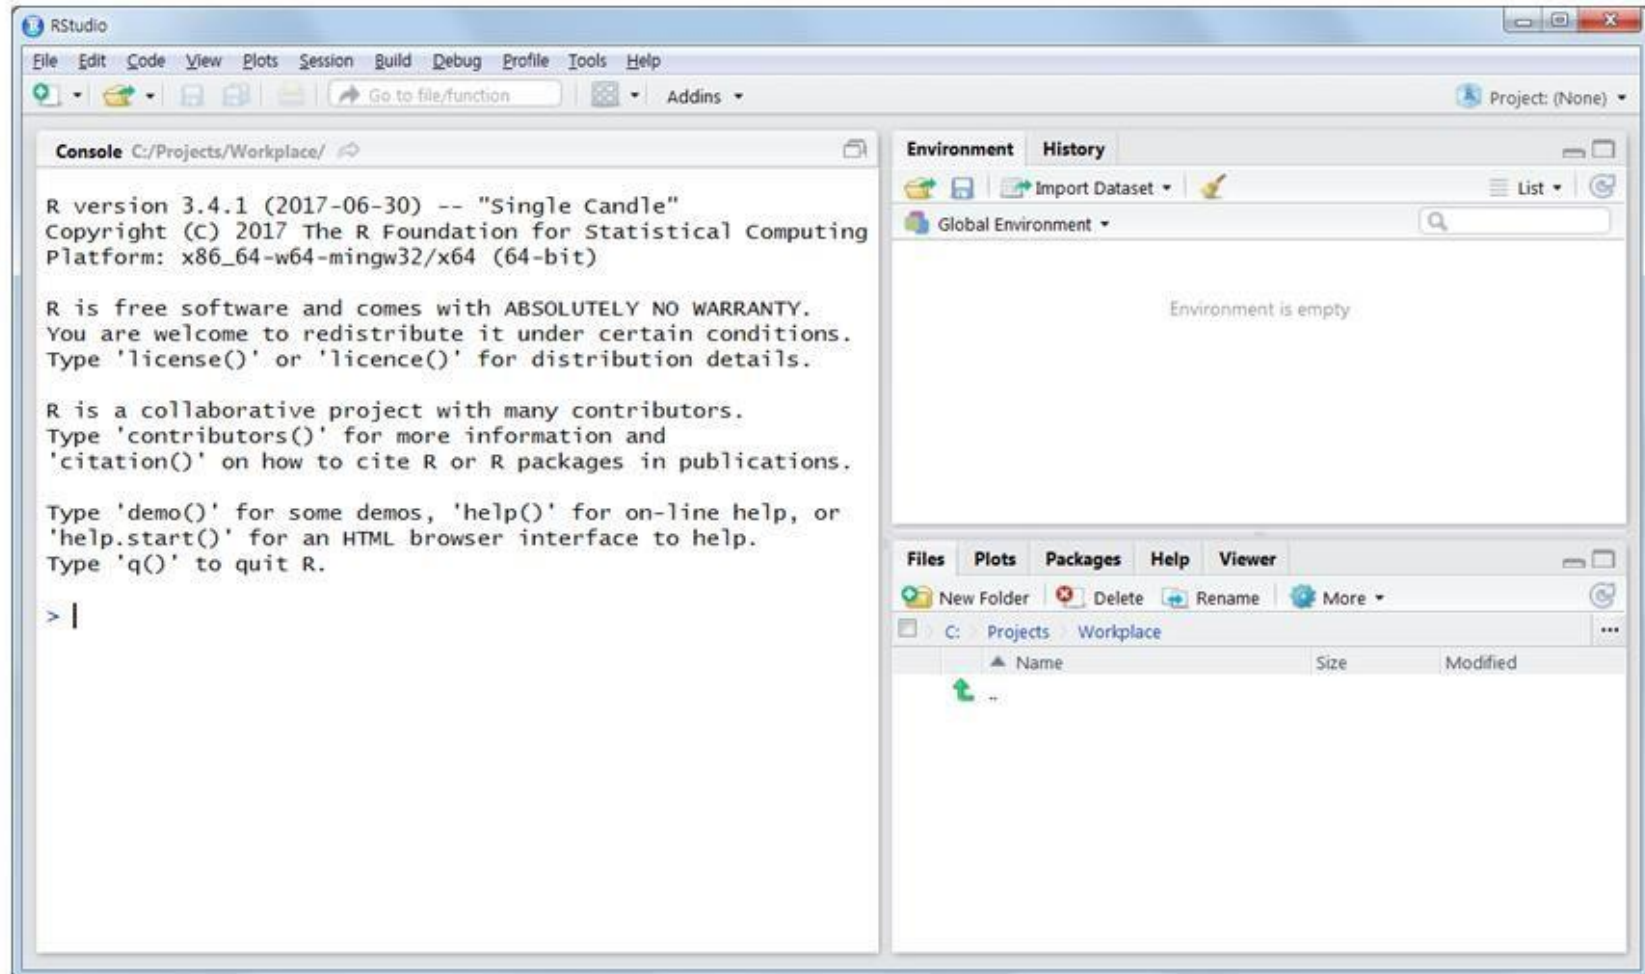 RStudio
File Edit Code View Plots Session Build Debug Profile Tools Help
Go to file/function Addins Project: (None)
Console C:/Projects/Workplace/
R version 3.4.1 (2017-06-30) -- "Single Candle"
Copyright (C) 2017 The R Foundation for Statistical Computing
Platform: x86_64-w64-mingw32/x64 (64-bit)
R is free software and comes with ABSOLUTELY NO WARRANTY.
You are welcome to redistribute it under certain conditions.
Type 'license()' or 'licence()' for distribution details.
R is a collaborative project with many contributors.
Type 'contributors()' for more information and
'citation()' on how to cite R or R packages in publications.
Type 'demo()' for some demos, 'help()' for on-line help, or
'help.start()' for an HTML browser interface to help.
Type 'q()' to quit R.
>
Environment History
Import Dataset List
Global Environment
Environment is empty
Files Plots Packages Help Viewer
New Folder Delete Rename More
C: Projects Workplace ...
Name Size Modified
..